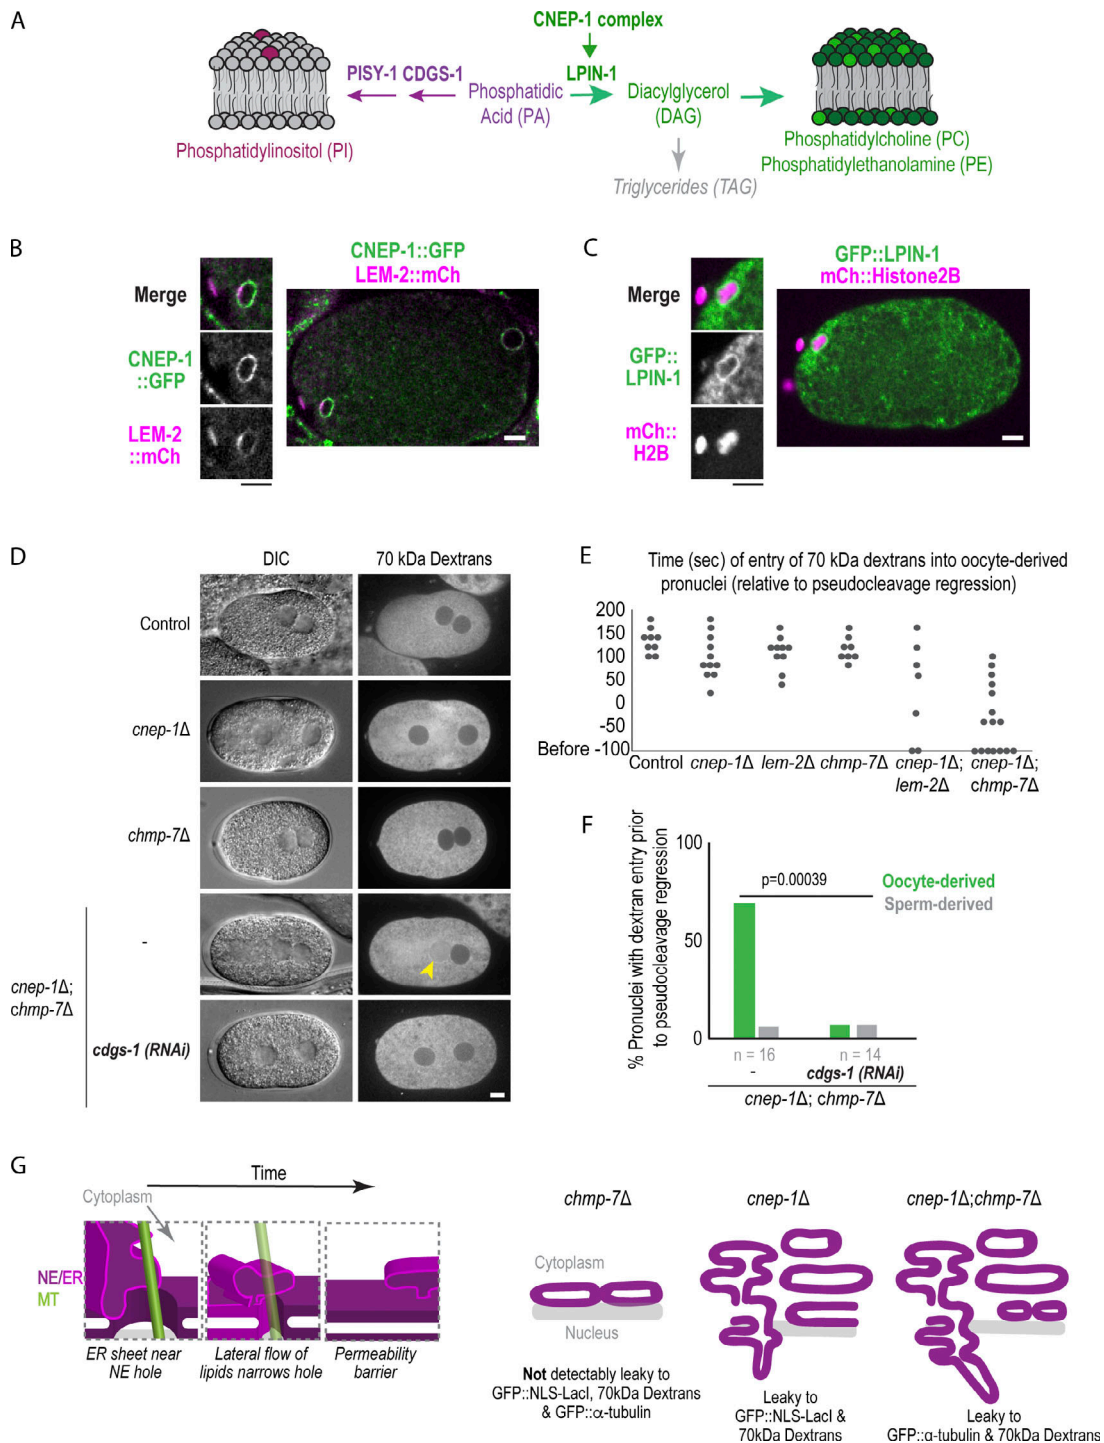 A
CNEP-1 complex
PISY-1 CDGS-1
LPIN-1
Phosphatidic
Acid (PA)
Diacylglycerol
(DAG)
Phosphatidylinositol (PI)
Phosphatidylcholine (PC)
Phosphatidylethanolamine (PE)
Triglycerides (TAG)
B
CNEP-1::GFP
LEM-2::mCh
Merge
CNEP-1
::GFP
LEM-2
::mCh
C
GFP::LPIN-1
mCh::Histone2B
Merge
GFP::
LPIN-1
mCh::
H2B
D
DIC
70 kDa Dextrans
Control
cnep-1Δ
chmp-7Δ
-
cnep-1Δ;
chmp-7Δ
cdgs-1 (RNAi)
E
Time (sec) of entry of 70 kDa dextrans into oocyte-derived
pronuclei (relative to pseudocleavage regression)
200
150
100
50
0
-50
Before -100
Control cnep-1Δ lem-2Δ chmp-7Δ cnep-1Δ; cnep-1Δ;
lem-2Δ chmp-7Δ
F
% Pronuclei with dextran entry prior
to pseudocleavage regression
100
50
0
p=0.00039
Oocyte-derived
Sperm-derived
n = 16 n = 14
- cdgs-1 (RNAi)
cnep-1Δ; chmp-7Δ
G
Time
Cytoplasm
NE/ER
MT
ER sheet near
NE hole
Lateral flow of
lipids narrows hole
Permeability
barrier
chmp-7Δ
Cytoplasm
Nucleus
Not detectably leaky to
GFP::NLS-LacI, 70kDa Dextrans
& GFP::α-tubulin
cnep-1Δ
Leaky to
GFP::NLS-LacI &
70kDa Dextrans
cnep-1Δ;chmp-7Δ
Leaky to
GFP::α-tubulin & 70kDa Dextrans